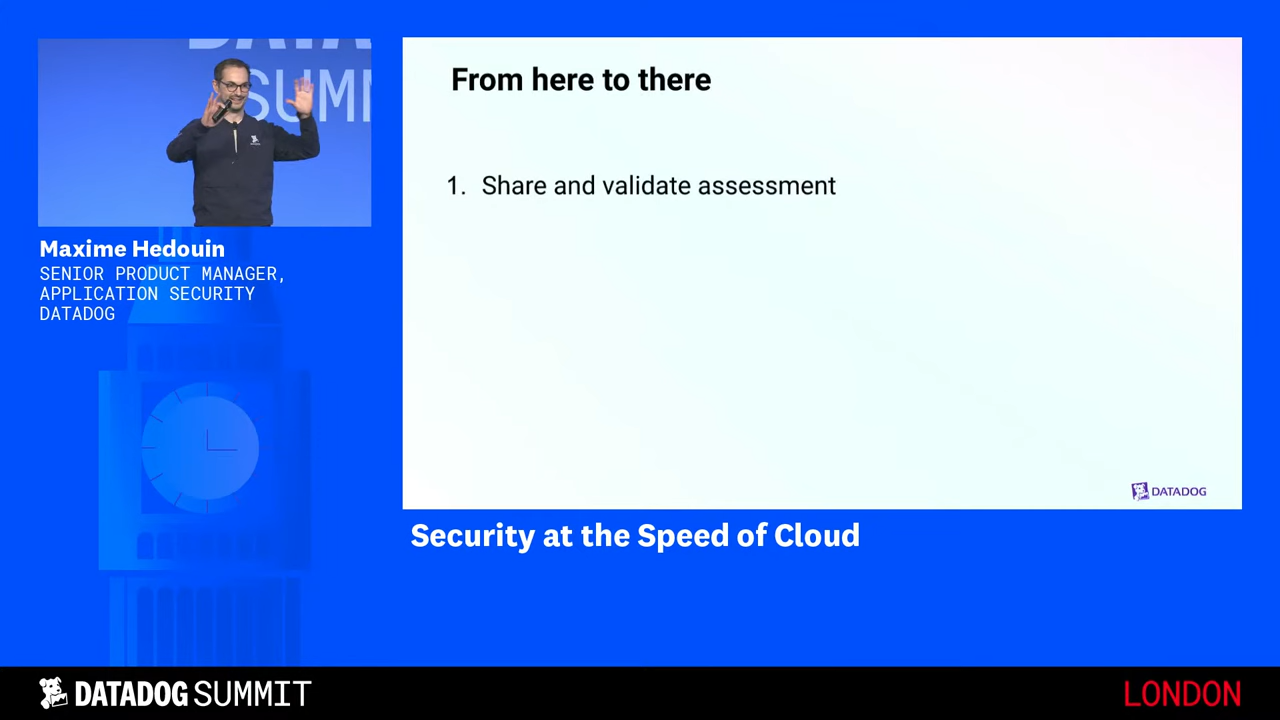 SUMM
Maxime Hedouin
SENIOR PRODUCT MANAGER,
APPLICATION SECURITY
DATADOG
From here to there
1. Share and validate assessment
DATADOG
Security at the Speed of Cloud
DATADOG SUMMIT
LONDON